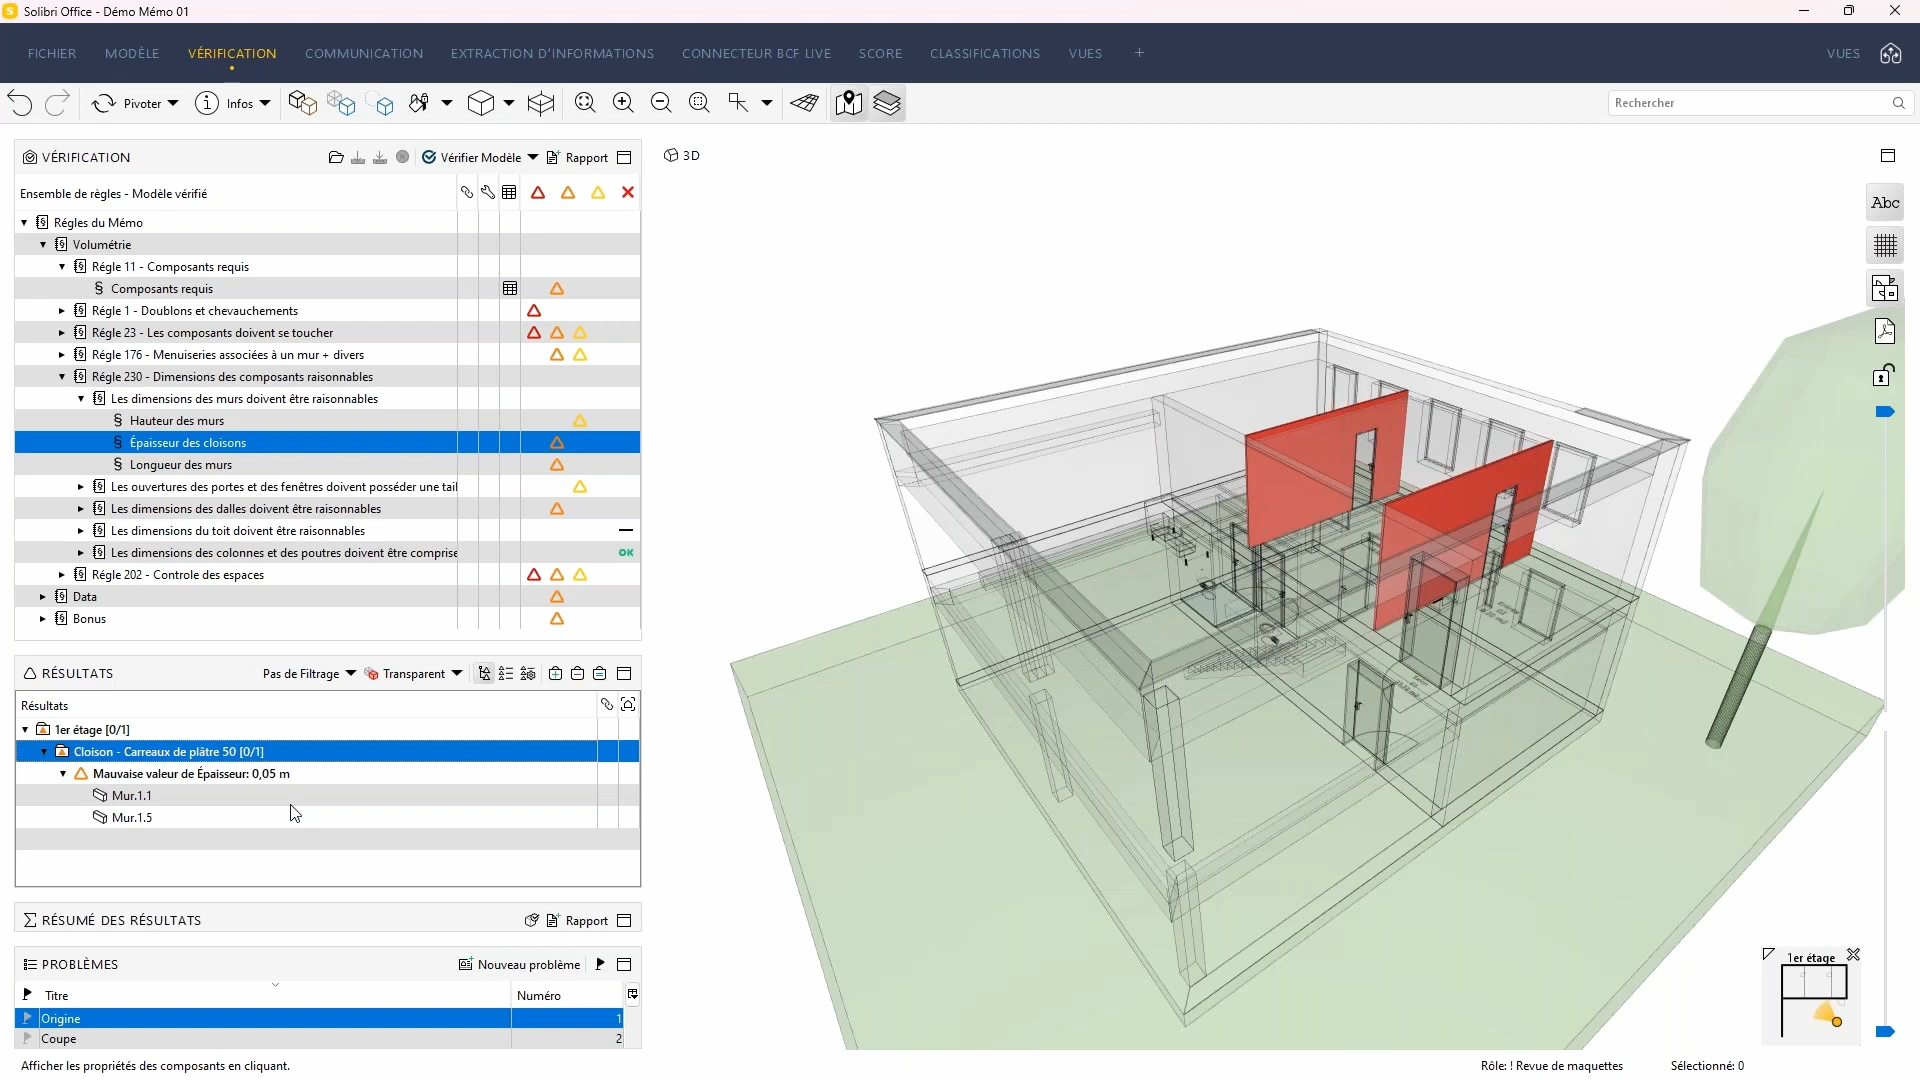 Solibri Office - Démo Mémo 01
FICHIER MODÈLE VÉRIFICATION COMMUNICATION EXTRACTION D'INFORMATIONS CONNECTEUR BCF LIVE SCORE CLASSIFICATIONS VUES + VUES
Pivoter Infos Rechercher
VÉRIFICATION Vérifier Modèle Rapport
3D
Abc
Ensemble de règles - Modèle vérifié
Régles du Mémo
Volumétrie
Régle 11 - Composants requis
§ Composants requis
Régle 1 - Doublons et chevauchements
Régle 23 - Les composants doivent se toucher
Régle 176 - Menuiseries associées à un mur + divers
Régle 230 - Dimensions des composants raisonnables
Les dimensions des murs doivent être raisonnables
§ Hauteur des murs
§ Épaisseur des cloisons
§ Longueur des murs
Les ouvertures des portes et des fenêtres doivent posséder une tail
Les dimensions des dalles doivent être raisonnables
Les dimensions du toit doivent être raisonnables
Les dimensions des colonnes et des poutres doivent être comprise OK
Régle 202 - Controle des espaces
Data
Bonus
RÉSULTATS Pas de Filtrage Transparent
Résultats
1er étage [0/1]
Cloison - Carreaux de plâtre 50 [0/1]
Mauvaise valeur de Épaisseur: 0,05 m
Mur.1.1
Mur.1.5
RÉSUMÉ DES RÉSULTATS Rapport
PROBLÈMES Nouveau problème
Titre Numéro
Origine 1
Coupe 2
1er étage
Afficher les propriétés des composants en cliquant. Rôle: ! Revue de maquettes Sélectionné: 0